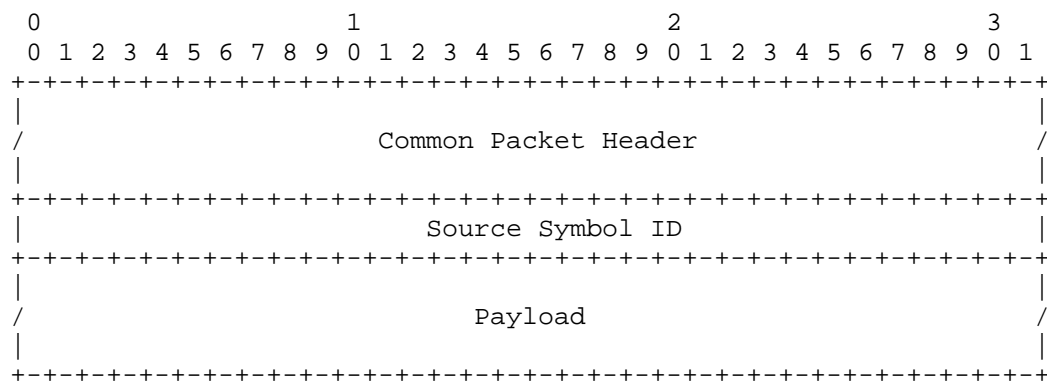 0                   1                   2                   3
 0 1 2 3 4 5 6 7 8 9 0 1 2 3 4 5 6 7 8 9 0 1 2 3 4 5 6 7 8 9 0 1
+-+-+-+-+-+-+-+-+-+-+-+-+-+-+-+-+-+-+-+-+-+-+-+-+-+-+-+-+-+-+-+-+
|                                                               |
/                      Common Packet Header                     /
|                                                               |
+-+-+-+-+-+-+-+-+-+-+-+-+-+-+-+-+-+-+-+-+-+-+-+-+-+-+-+-+-+-+-+-+
|                         Source Symbol ID                      |
+-+-+-+-+-+-+-+-+-+-+-+-+-+-+-+-+-+-+-+-+-+-+-+-+-+-+-+-+-+-+-+-+
|                                                               |
/                            Payload                            /
|                                                               |
+-+-+-+-+-+-+-+-+-+-+-+-+-+-+-+-+-+-+-+-+-+-+-+-+-+-+-+-+-+-+-+-+